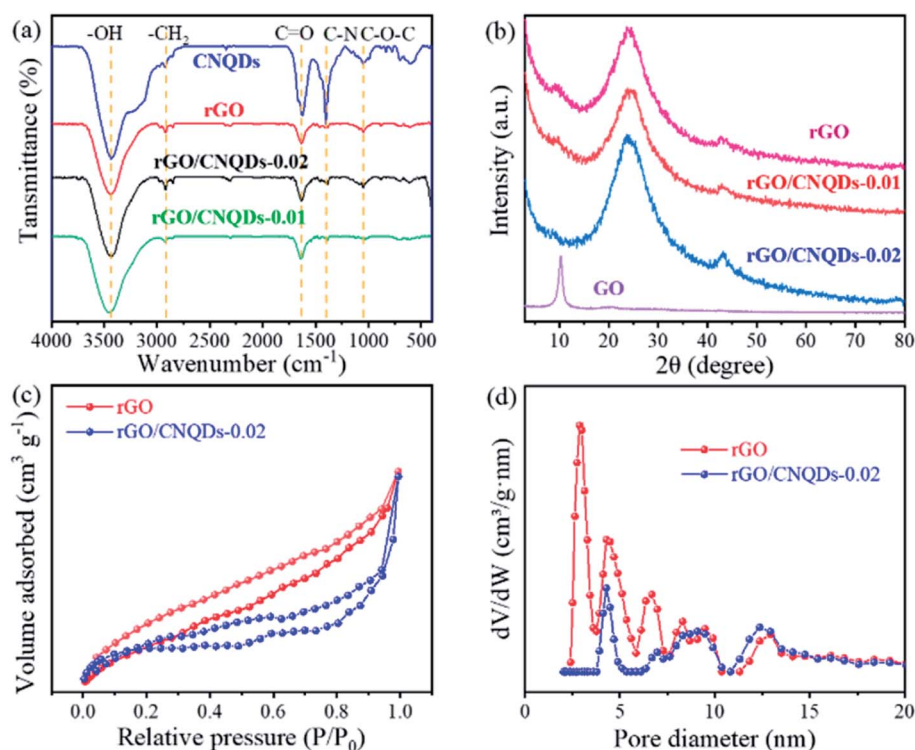 (a)
-OH
-CH₂
C=O
C-N
C-O-C
CNQDs
rGO
rGO/CNQDs-0.02
rGO/CNQDs-0.01
Tansmittance (%)
4000 3500 3000 2500 2000 1500 1000 500
Wavenumber (cm⁻¹)
(b)
rGO
rGO/CNQDs-0.01
rGO/CNQDs-0.02
GO
Intensity (a.u.)
10 20 30 40 50 60 70 80
2θ (degree)
(c)
rGO
rGO/CNQDs-0.02
Volume adsorbed (cm³ g⁻¹)
0.0 0.2 0.4 0.6 0.8 1.0
Relative pressure (P/P₀)
(d)
rGO
rGO/CNQDs-0.02
dV/dW (cm³/g·nm)
0 5 10 15 20
Pore diameter (nm)